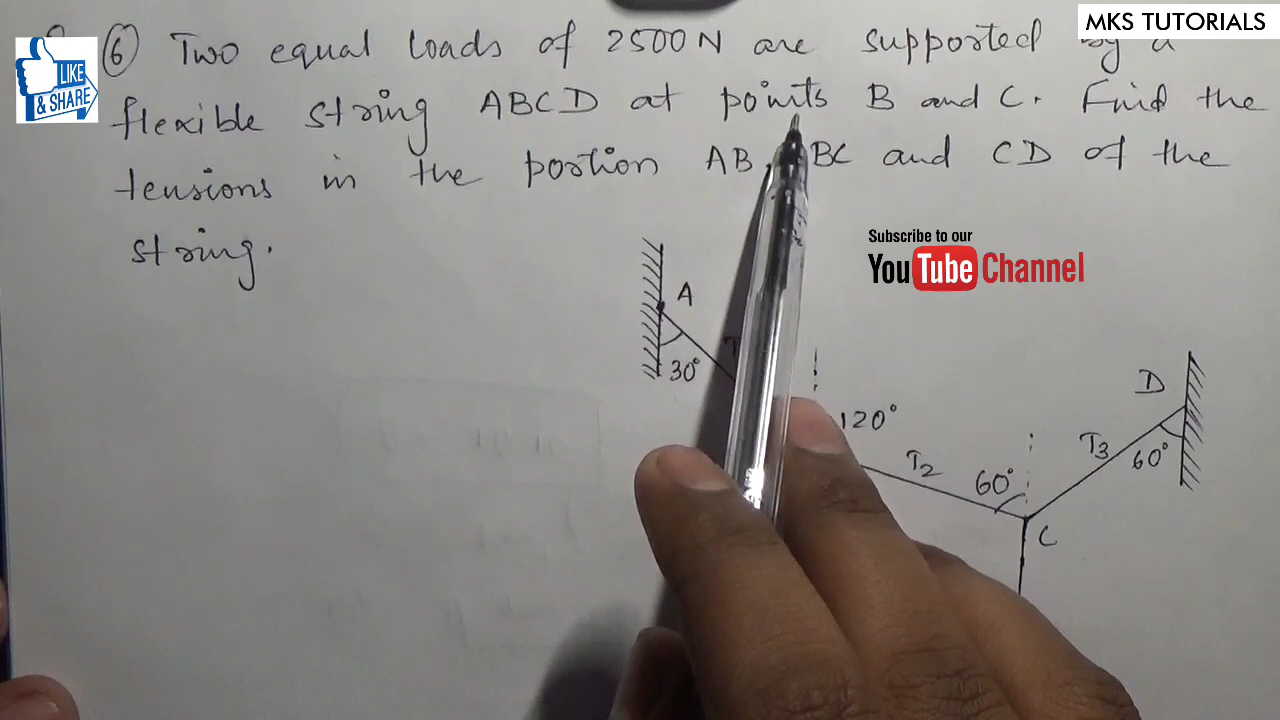 MKS TUTORIALS
LIKE
& SHARE
⑥ Two equal loads of 2500 N are supported by a
flexible string ABCD at points B and C. Find the
tensions in the portion AB, BC and CD of the
string.
Subscribe to our
YouTube Channel
A
30°
D
120°
T₂
60°
T₃
60°
C